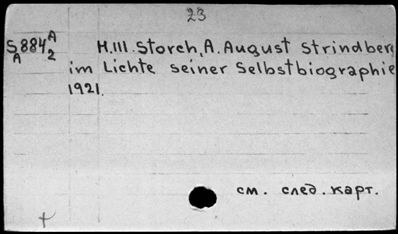 23
S884 A
A 2
H.III. Storch, A. August Strindberg
im Lichte seiner Selbstbiographie
1921.
см. след. карт.